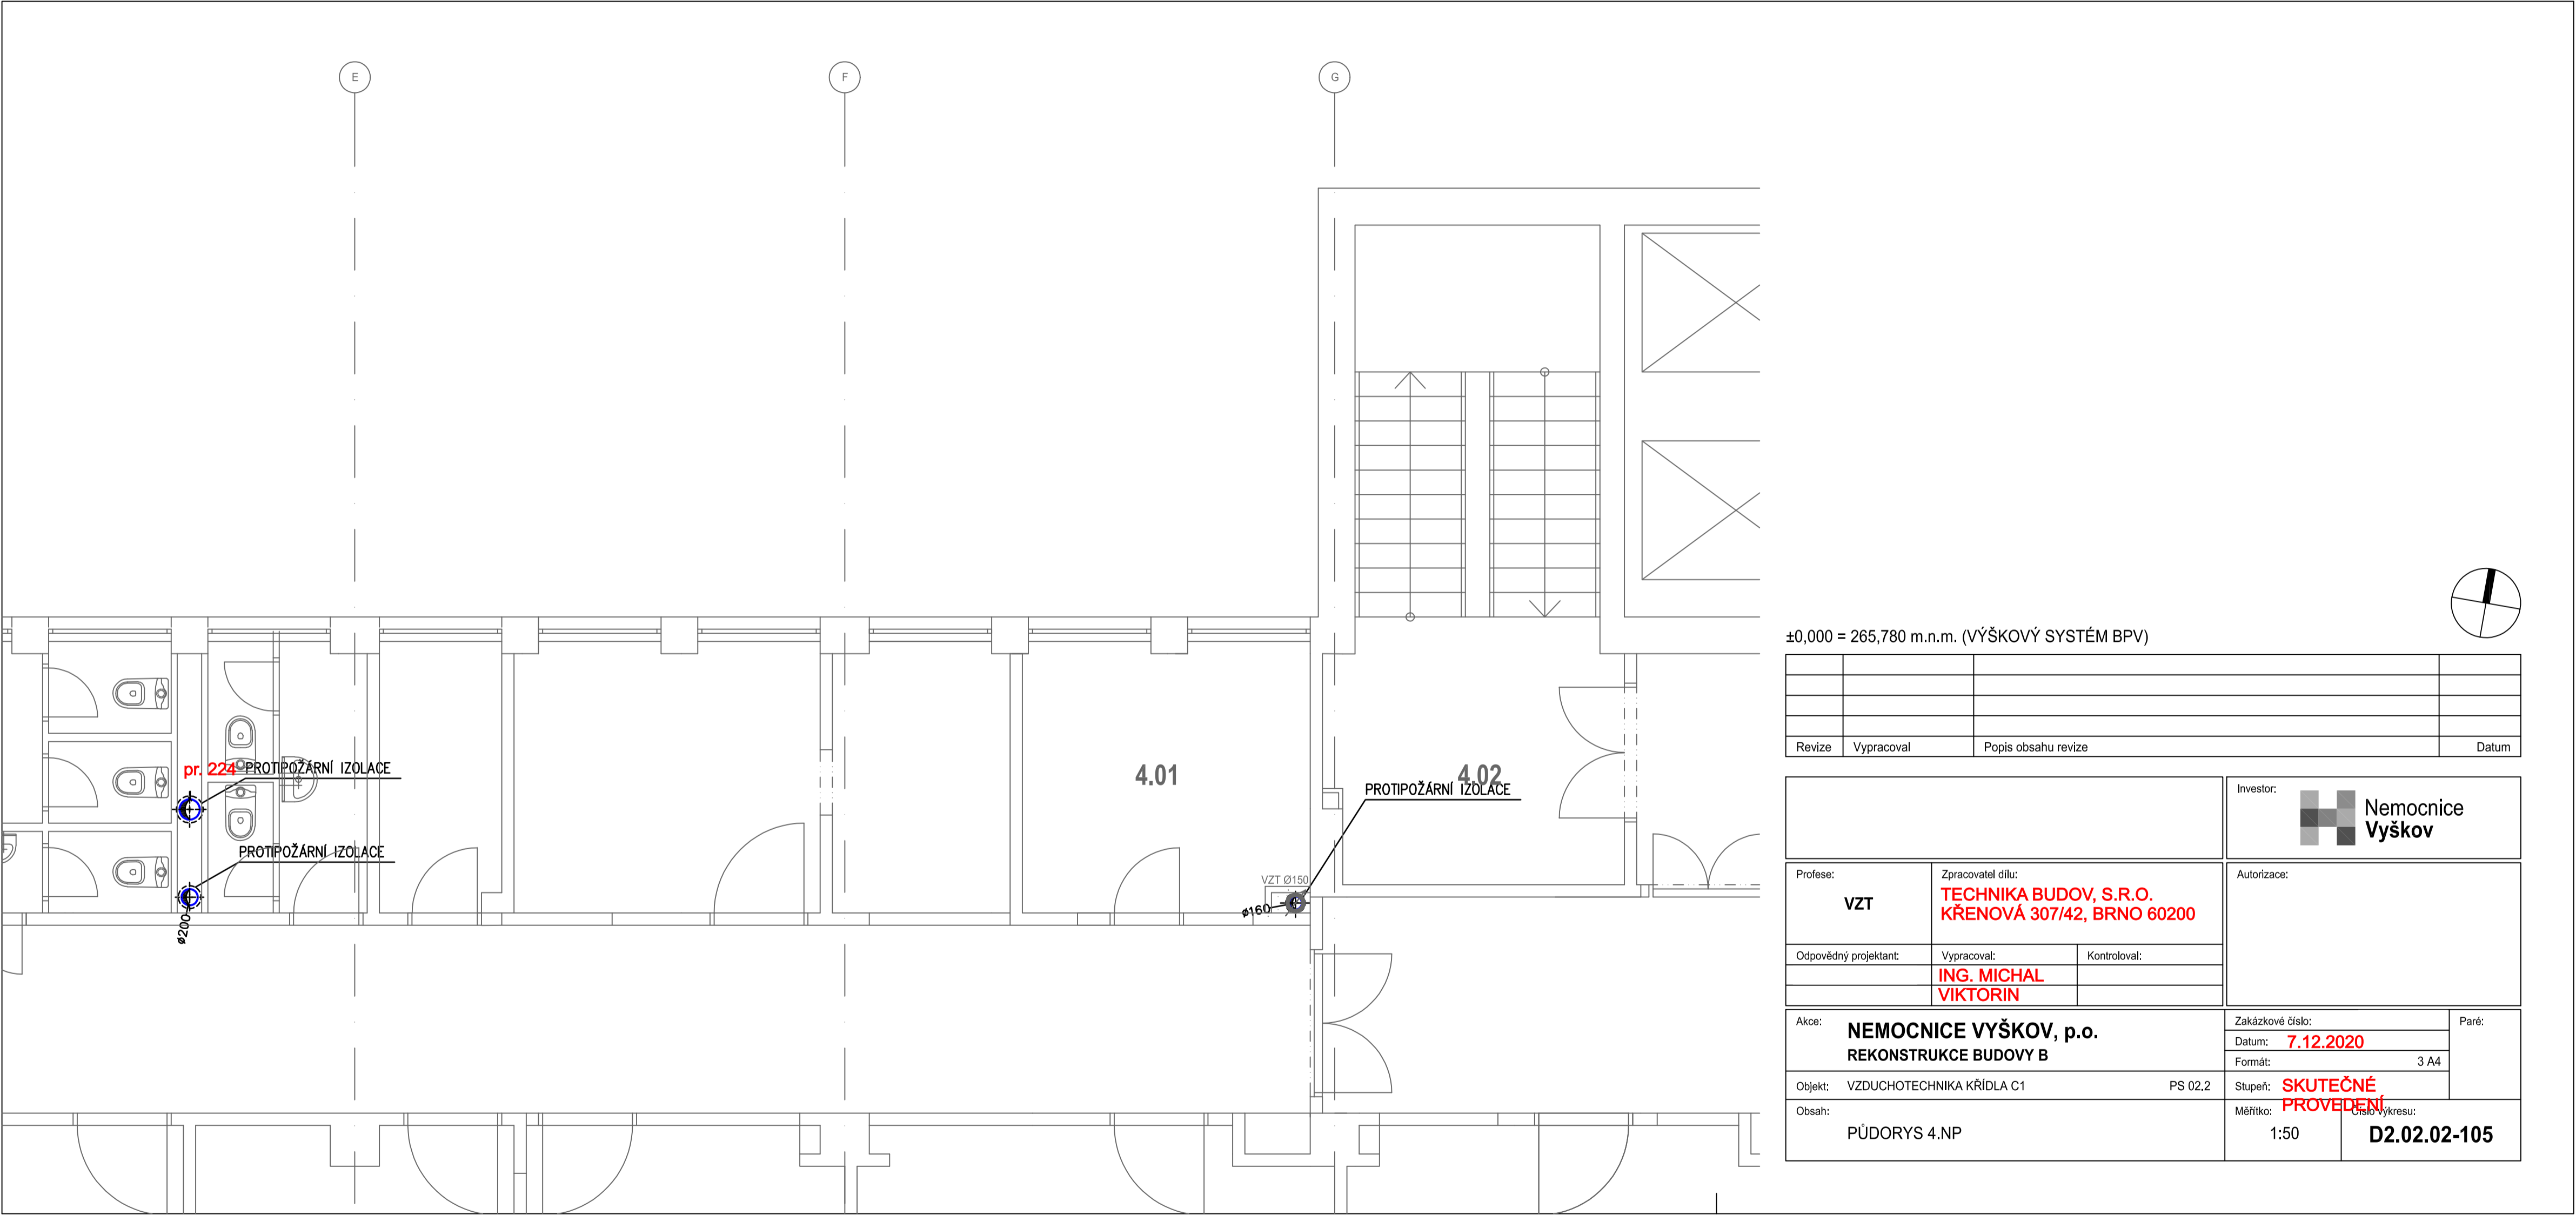 E
F
G
pr. 224
PROTIPOŽÁRNÍ IZOLACE
PROTIPOŽÁRNÍ IZOLACE
ø200
4.01
VZT Ø150
ø160
4.02
PROTIPOŽÁRNÍ IZOLACE
±0,000 = 265,780 m.n.m. (VÝŠKOVÝ SYSTÉM BPV)
Revize Vypracoval Popis obsahu revize Datum
Investor:
Nemocnice
Vyškov
Profese:
VZT
Zpracovatel dílu:
TECHNIKA BUDOV, S.R.O.
KŘENOVÁ 307/42, BRNO 60200
Autorizace:
Odpovědný projektant: Vypracoval: Kontroloval:
ING. MICHAL
VIKTORIN
Akce:
NEMOCNICE VYŠKOV, p.o.
REKONSTRUKCE BUDOVY B
Zakázkové číslo:
Paré:
Datum: 7.12.2020
Formát: 3 A4
Objekt: VZDUCHOTECHNIKA KŘÍDLA C1 PS 02.2
Stupeň: SKUTEČNÉ
PROVEDENÍ
Obsah:
PŮDORYS 4.NP
Měřítko:
1:50
Číslo výkresu:
D2.02.02-105